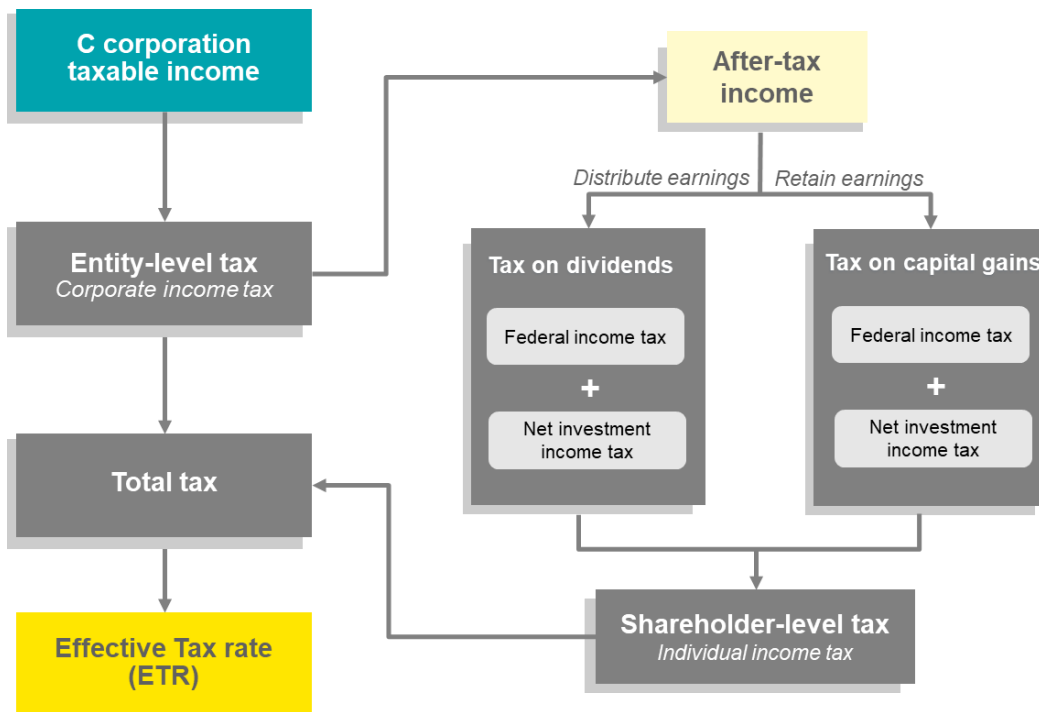 C corporation
taxable income
After-tax
income
Distribute earnings
Retain earnings
Entity-level tax
Corporate income tax
Tax on dividends
Federal income tax
+
Net investment
income tax
Tax on capital gains
Federal income tax
+
Net investment
income tax
Total tax
Shareholder-level tax
Individual income tax
Effective Tax rate
(ETR)